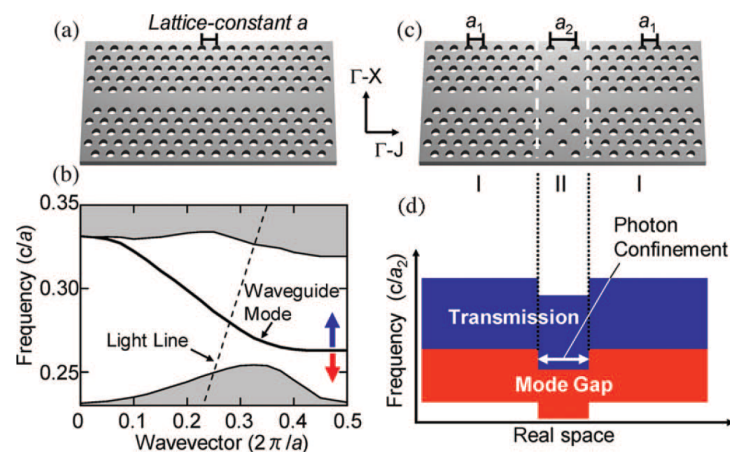 (a)
Lattice-constant a
(c)
a₁
a₂
a₁
Γ-X
Γ-J
I
II
I
(b)
0.35
0.30
0.25
Frequency (c/a)
Waveguide
Mode
Light Line
0
0.1
0.2
0.3
0.4
0.5
Wavevector (2π/a)
(d)
Photon
Confinement
Transmission
Mode Gap
Frequency (c/a₂)
Real space